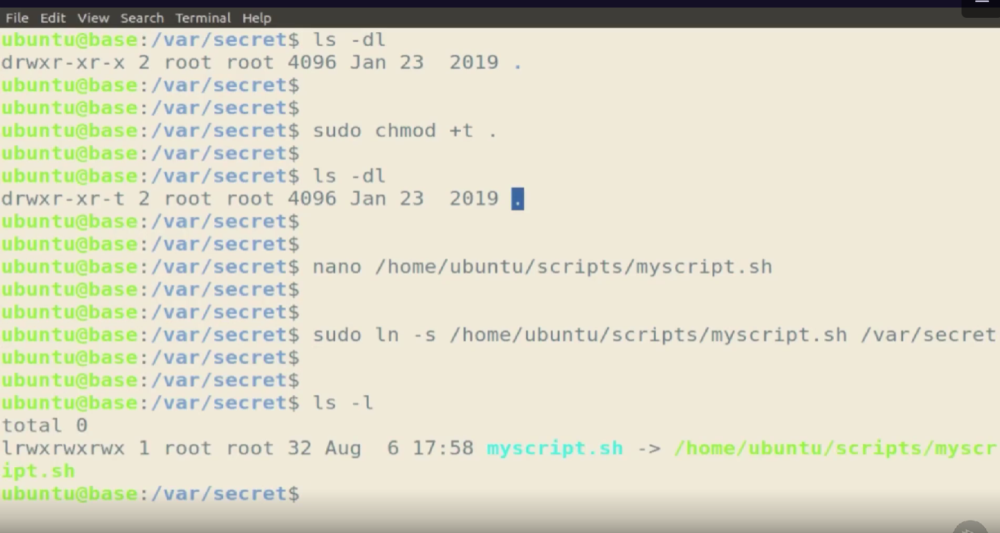 File Edit View Search Terminal Help
ubuntu@base:/var/secret$ ls -dl
drwxr-xr-x 2 root root 4096 Jan 23  2019 .
ubuntu@base:/var/secret$
ubuntu@base:/var/secret$
ubuntu@base:/var/secret$ sudo chmod +t .
ubuntu@base:/var/secret$
ubuntu@base:/var/secret$ ls -dl
drwxr-xr-t 2 root root 4096 Jan 23  2019 .
ubuntu@base:/var/secret$
ubuntu@base:/var/secret$
ubuntu@base:/var/secret$ nano /home/ubuntu/scripts/myscript.sh
ubuntu@base:/var/secret$
ubuntu@base:/var/secret$
ubuntu@base:/var/secret$ sudo ln -s /home/ubuntu/scripts/myscript.sh /var/secret
ubuntu@base:/var/secret$
ubuntu@base:/var/secret$
ubuntu@base:/var/secret$ ls -l
total 0
lrwxrwxrwx 1 root root 32 Aug  6 17:58 myscript.sh -> /home/ubuntu/scripts/myscr
ipt.sh
ubuntu@base:/var/secret$